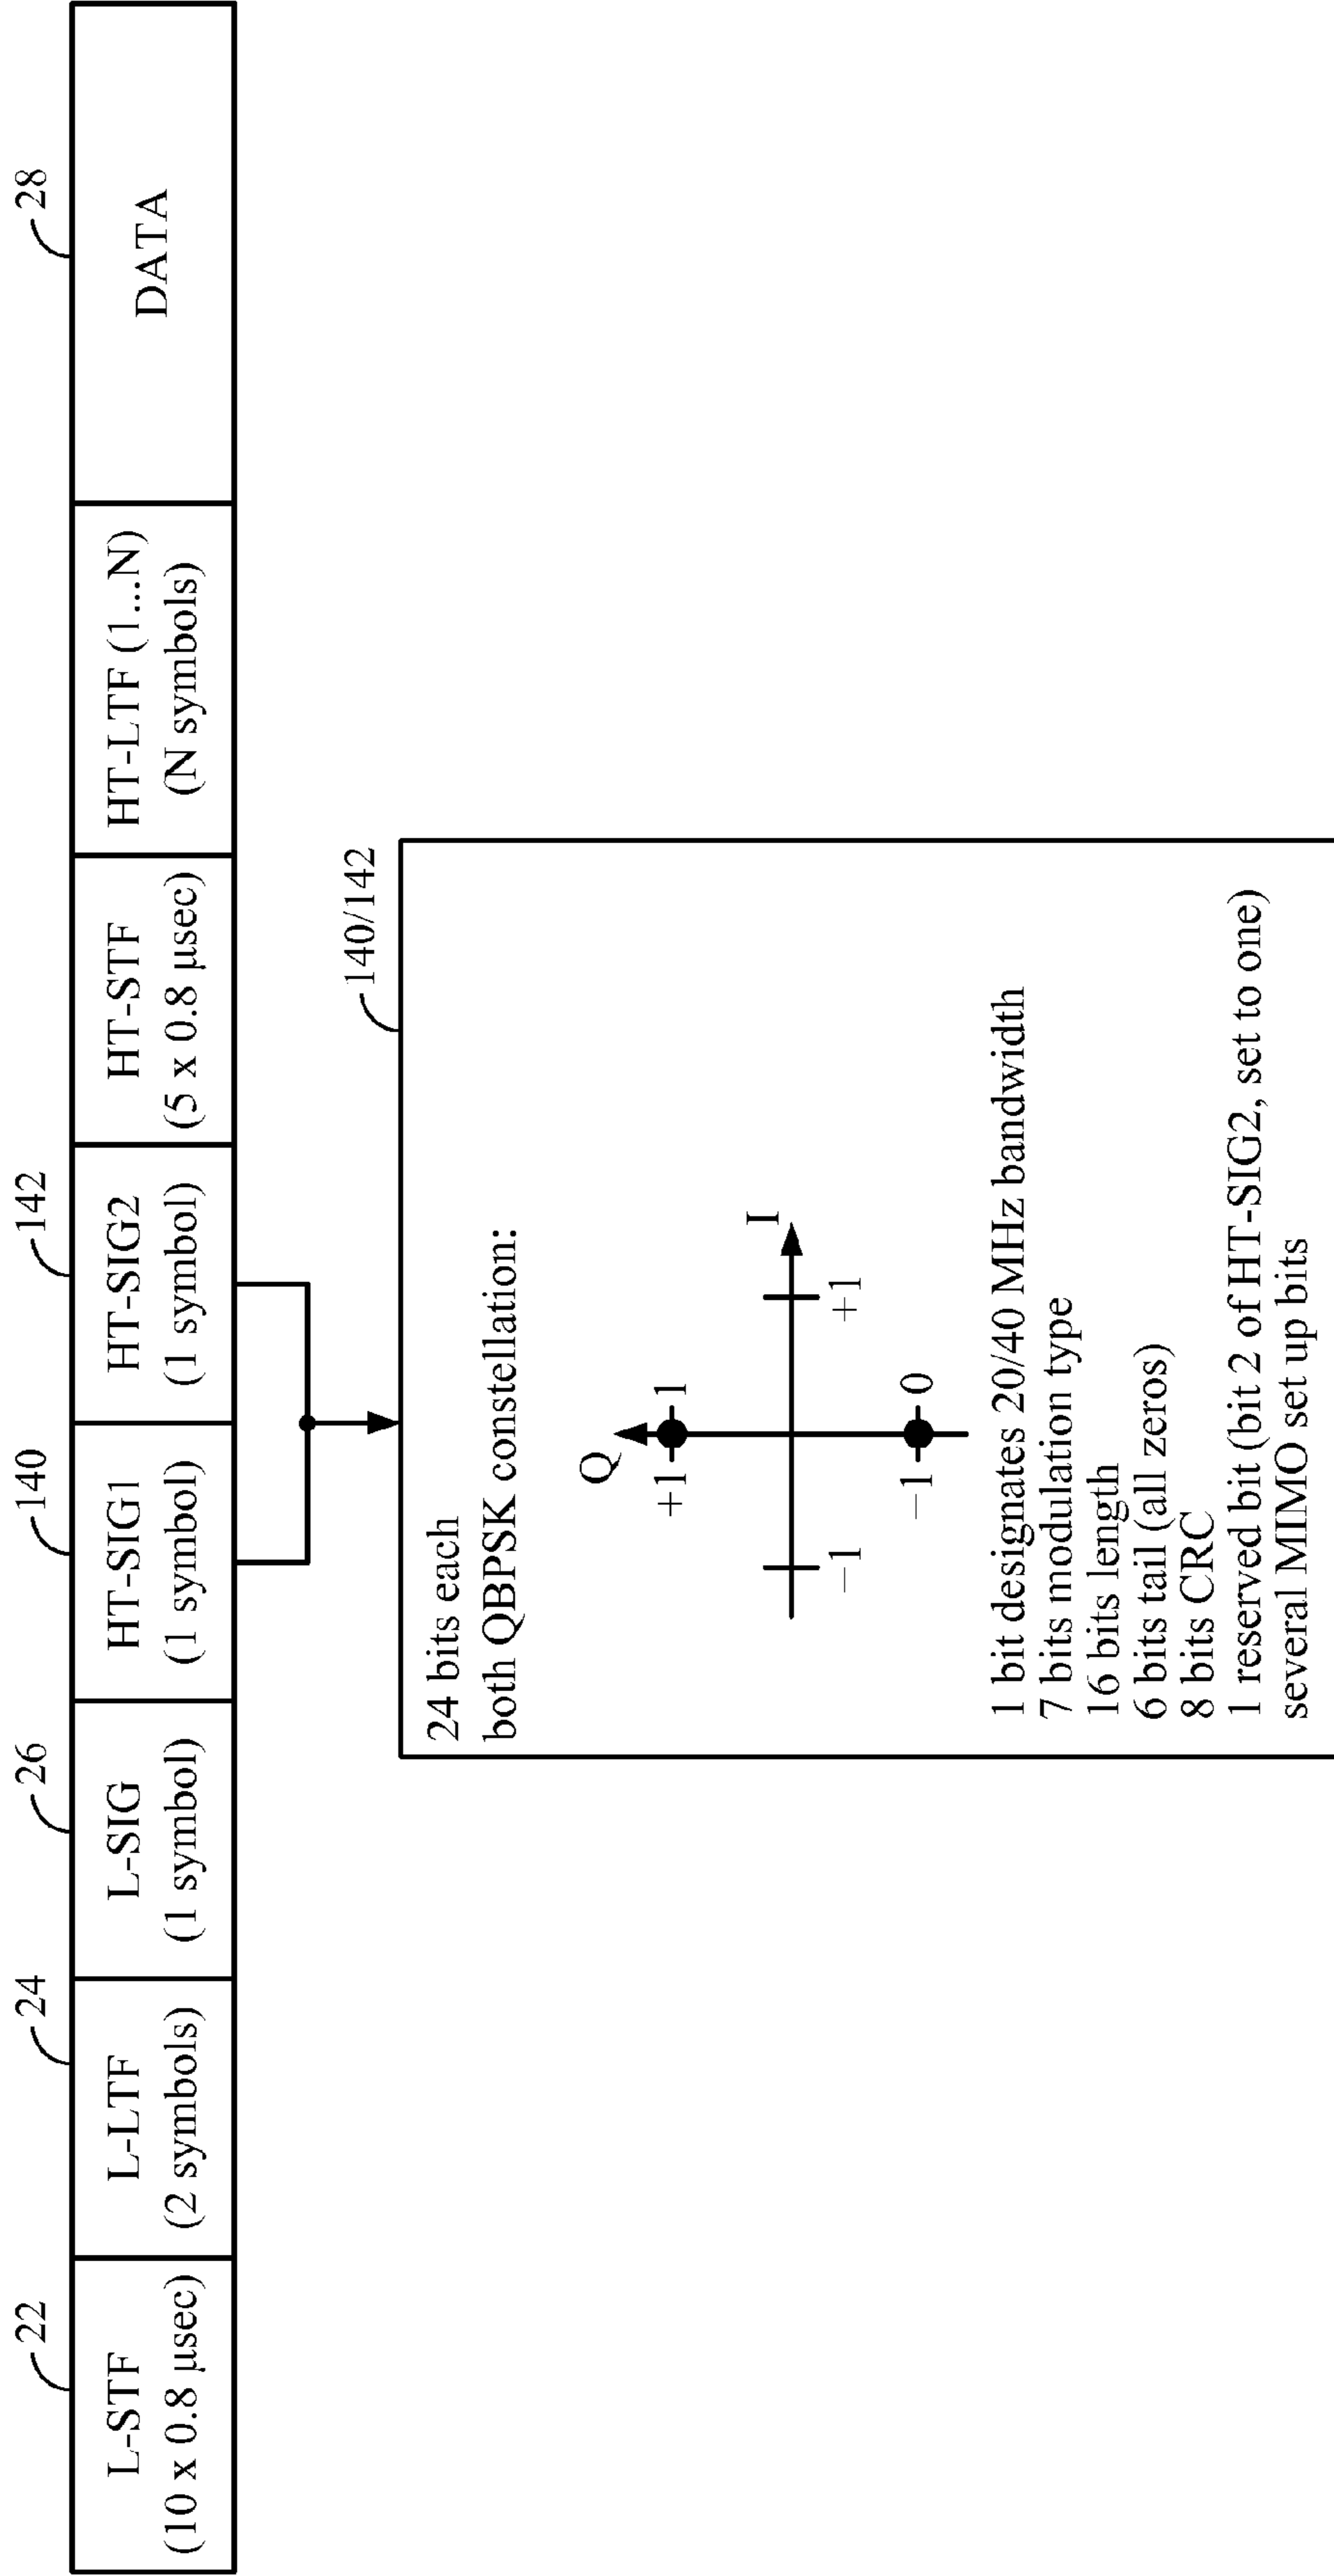 22
24
26
140
142
28
L-STF
(10 x 0.8 µsec)
L-LTF
(2 symbols)
L-SIG
(1 symbol)
HT-SIG1
(1 symbol)
HT-SIG2
(1 symbol)
HT-STF
(5 x 0.8 µsec)
HT-LTF (1...N)
(N symbols)
DATA
140/142
24 bits each
both QBPSK constellation:
Q
+1
1
I
−1
+1
−1
0
1 bit designates 20/40 MHz bandwidth
7 bits modulation type
16 bits length
6 bits tail (all zeros)
8 bits CRC
1 reserved bit (bit 2 of HT-SIG2, set to one)
several MIMO set up bits